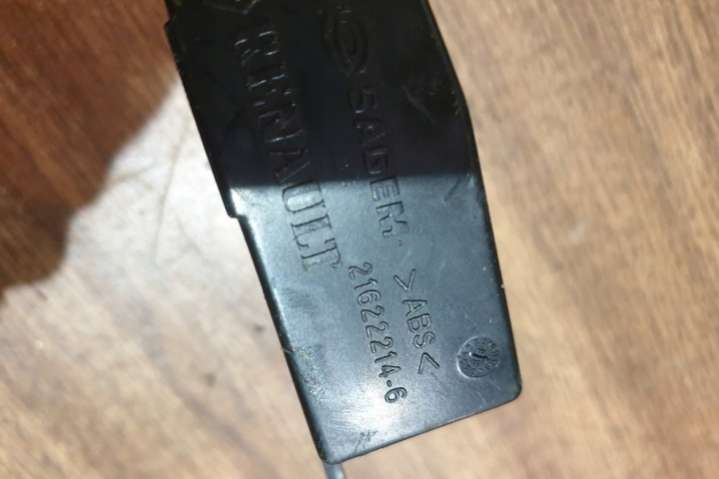 SAGEM
RENAULT
>ABS<
21622214-6